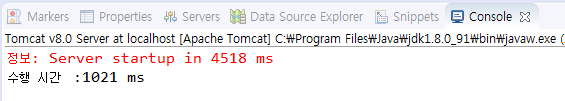 Markers Properties Servers Data Source Explorer Snippets Console
Tomcat v8.0 Server at localhost [Apache Tomcat] C:₩Program Files₩Java₩jdk1.8.0_91₩bin₩javaw.exe (
정보: Server startup in 4518 ms
수행 시간 :1021 ms